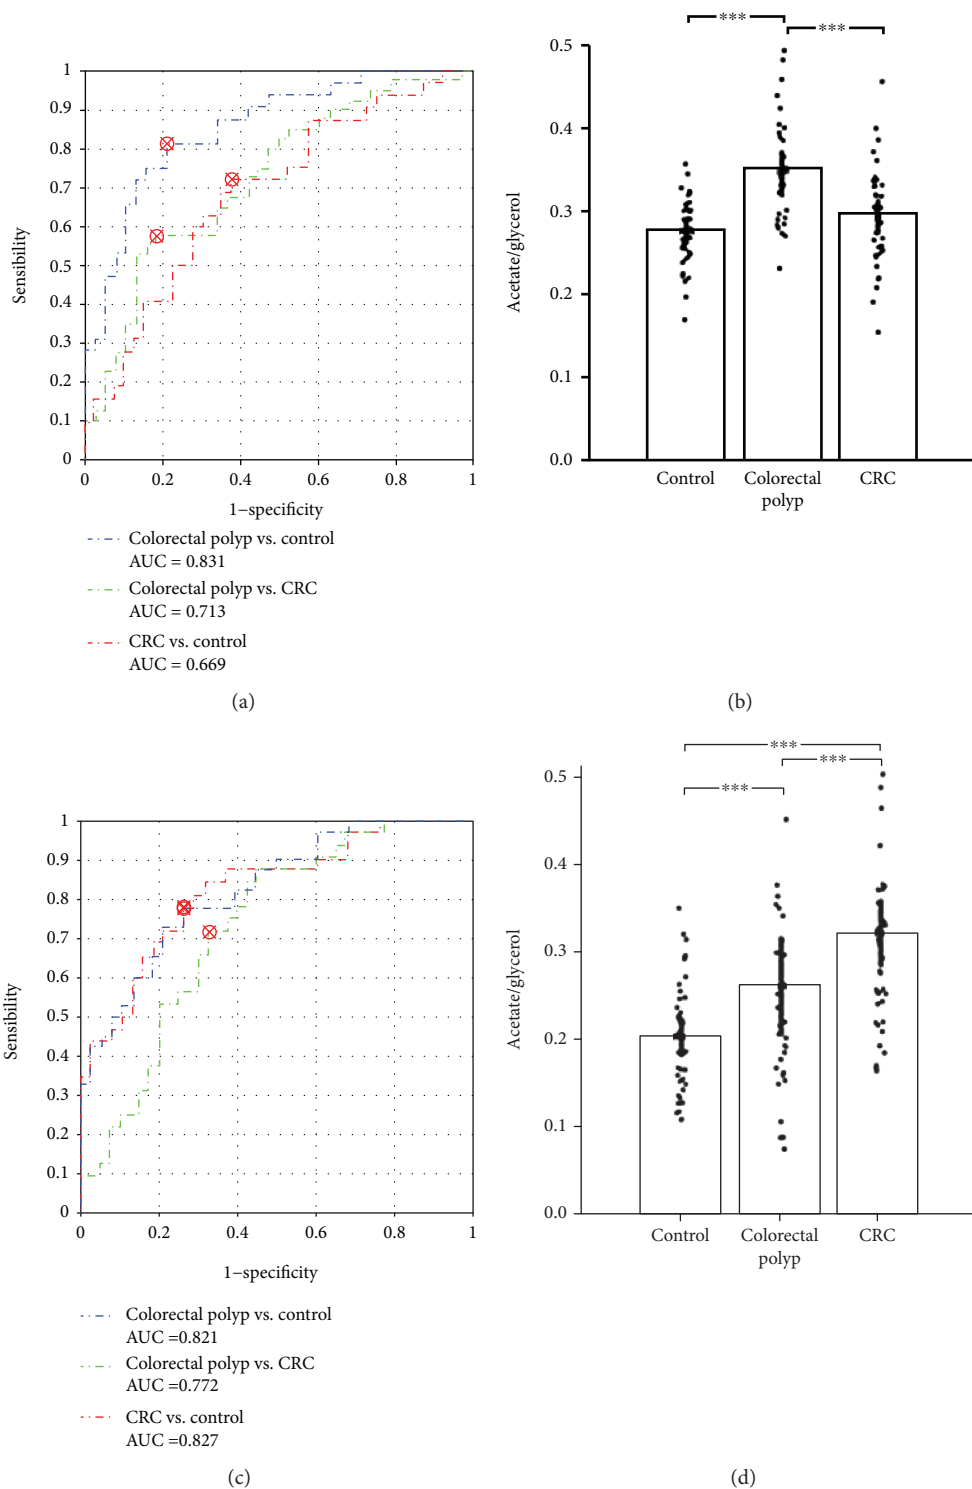 1
0.9
0.8
0.7
0.6
0.5
0.4
0.3
0.2
0.1
0
Sensibility
0 0.2 0.4 0.6 0.8 1
1−specificity
Colorectal polyp vs. control
AUC = 0.831
Colorectal polyp vs. CRC
AUC = 0.713
CRC vs. control
AUC = 0.669
(a)
*** ***
0.5
0.4
0.3
0.2
0.1
0.0
Acetate/glycerol
Control Colorectal CRC
polyp
(b)
1
0.9
0.8
0.7
0.6
0.5
0.4
0.3
0.2
0.1
0
Sensibility
0 0.2 0.4 0.6 0.8 1
1−specificity
Colorectal polyp vs. control
AUC =0.821
Colorectal polyp vs. CRC
AUC =0.772
CRC vs. control
AUC =0.827
(c)
***
***
***
0.5
0.4
0.3
0.2
0.1
0.0
Acetate/glycerol
Control Colorectal CRC
polyp
(d)